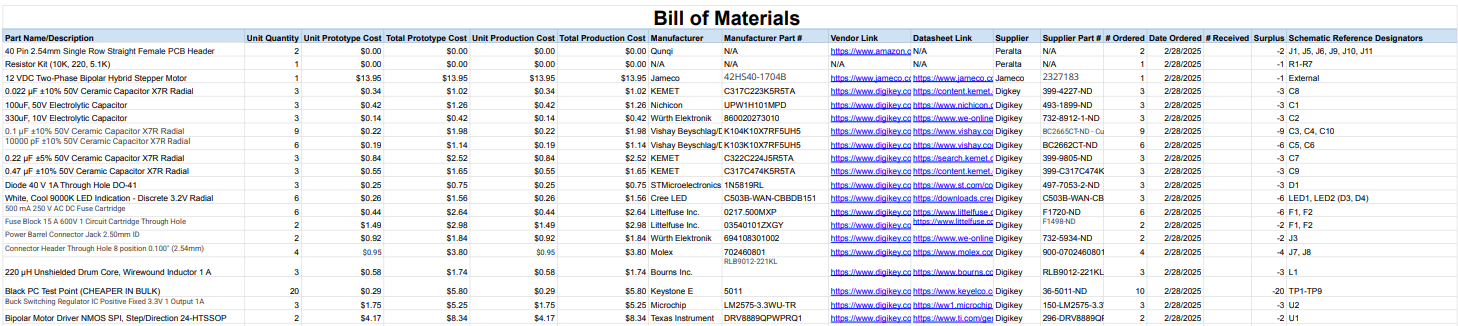 Bill of Materials
Part Name/Description Unit Quantity Unit Prototype Cost Total Prototype Cost Unit Production Cost Total Production Cost Manufacturer Manufacturer Part # Vendor Link Datasheet Link Supplier Supplier Part # # Ordered Date Ordered # Received Surplus Schematic Reference Designators
40 Pin 2.54mm Single Row Straight Female PCB Header 2 $0.00 $0.00 $0.00 $0.00 Qunqi N/A https://www.amazon.c N/A Peralta N/A 2 2/28/2025 -2 J1, J5, J6, J9, J10, J11
Resistor Kit (10K, 220, 5.1K) 1 $0.00 $0.00 $0.00 $0.00 N/A N/A N/A N/A Peralta N/A 1 2/28/2025 -1 R1-R7
12 VDC Two-Phase Bipolar Hybrid Stepper Motor 1 $13.95 $13.95 $13.95 $13.95 Jameco 42HS40-1704B https://www.jameco.cc https://www.jameco.c Jameco 2327183 1 2/28/2025 -1 External
0.022 µF ±10% 50V Ceramic Capacitor X7R Radial 3 $0.34 $1.02 $0.34 $1.02 KEMET C317C223K5R5TA https://www.digikey.cc https://content.kemet. Digikey 399-4227-ND 3 2/28/2025 -3 C8
100uF, 50V Electrolytic Capacitor 3 $0.42 $1.26 $0.42 $1.26 Nichicon UPW1H101MPD https://www.digikey.cc https://www.nichicon. Digikey 493-1899-ND 3 2/28/2025 -3 C1
330uF, 10V Electrolytic Capacitor 3 $0.14 $0.42 $0.14 $0.42 Würth Elektronik 860020273010 https://www.digikey.cc https://www.we-online Digikey 732-8912-1-ND 3 2/28/2025 -3 C2
0.1 µF ±10% 50V Ceramic Capacitor X7R Radial 9 $0.22 $1.98 $0.22 $1.98 Vishay Beyschlag/D K104K10X7RF5UH5 https://www.digikey.cc https://www.vishay.co Digikey BC2665CT-ND - Cu 9 2/28/2025 -9 C3, C4, C10
10000 pF ±10% 50V Ceramic Capacitor X7R Radial 6 $0.19 $1.14 $0.19 $1.14 Vishay Beyschlag/D K103K10X7RF5UH5 https://www.digikey.cc https://www.vishay.co Digikey BC2662CT-ND 6 2/28/2025 -6 C5, C6
0.22 µF ±5% 50V Ceramic Capacitor X7R Radial 3 $0.84 $2.52 $0.84 $2.52 KEMET C322C224J5R5TA https://www.digikey.cc https://search.kemet.c Digikey 399-9805-ND 3 2/28/2025 -3 C7
0.47 µF ±10% 50V Ceramic Capacitor X7R Radial 3 $0.55 $1.65 $0.55 $1.65 KEMET C317C474K5R5TA https://www.digikey.cc https://content.kemet. Digikey 399-C317C474K 3 2/28/2025 -3 C9
Diode 40 V 1A Through Hole DO-41 3 $0.25 $0.75 $0.25 $0.75 STMicroelectronics 1N5819RL https://www.digikey.cc https://www.st.com/cc Digikey 497-7053-2-ND 3 2/28/2025 -3 D1
White, Cool 9000K LED Indication - Discrete 3.2V Radial 6 $0.26 $1.56 $0.26 $1.56 Cree LED C503B-WAN-CBBDB151 https://www.digikey.cc https://downloads.cree Digikey C503B-WAN-CB 6 2/28/2025 -6 LED1, LED2 (D3, D4)
500 mA 250 V AC DC Fuse Cartridge 6 $0.44 $2.64 $0.44 $2.64 Littelfuse Inc. 0217.500MXP https://www.digikey.cc https://www.littelfuse. Digikey F1720-ND 6 2/28/2025 -6 F1, F2
Fuse Block 15 A 600V 1 Circuit Cartridge Through Hole 2 $1.49 $2.98 $1.49 $2.98 Littelfuse Inc. 03540101ZXGY https://www.digikey.cc https://www.littelfuse.c Digikey F1498-ND 2 2/28/2025 -2 F1, F2
Power Barrel Connector Jack 2.50mm ID 2 $0.92 $1.84 $0.92 $1.84 Würth Elektronik 694108301002 https://www.digikey.cc https://www.we-online Digikey 732-5934-ND 2 2/28/2025 -2 J3
Connector Header Through Hole 8 position 0.100" (2.54mm) 4 $0.95 $3.80 $0.95 $3.80 Molex 702460801 https://www.digikey.cc https://www.molex.cor Digikey 900-0702460801 4 2/28/2025 -4 J7, J8
220 µH Unshielded Drum Core, Wirewound Inductor 1 A 3 $0.58 $1.74 $0.58 $1.74 Bourns Inc. RLB9012-221KL https://www.digikey.cc https://www.bourns.cc Digikey RLB9012-221KL 3 2/28/2025 -3 L1
Black PC Test Point (CHEAPER IN BULK) 20 $0.29 $5.80 $0.29 $5.80 Keystone E 5011 https://www.digikey.cc https://www.keyelco.c Digikey 36-5011-ND 10 2/28/2025 -20 TP1-TP9
Buck Switching Regulator IC Positive Fixed 3.3V 1 Output 1A 3 $1.75 $5.25 $1.75 $5.25 Microchip LM2575-3.3WU-TR https://www.digikey.cc https://ww1.microchip Digikey 150-LM2575-3.3 3 2/28/2025 -3 U2
Bipolar Motor Driver NMOS SPI, Step/Direction 24-HTSSOP 2 $4.17 $8.34 $4.17 $8.34 Texas Instrument DRV8889QPWPRQ1 https://www.digikey.cc https://www.ti.com/ger Digikey 296-DRV8889QF 2 2/28/2025 -2 U1